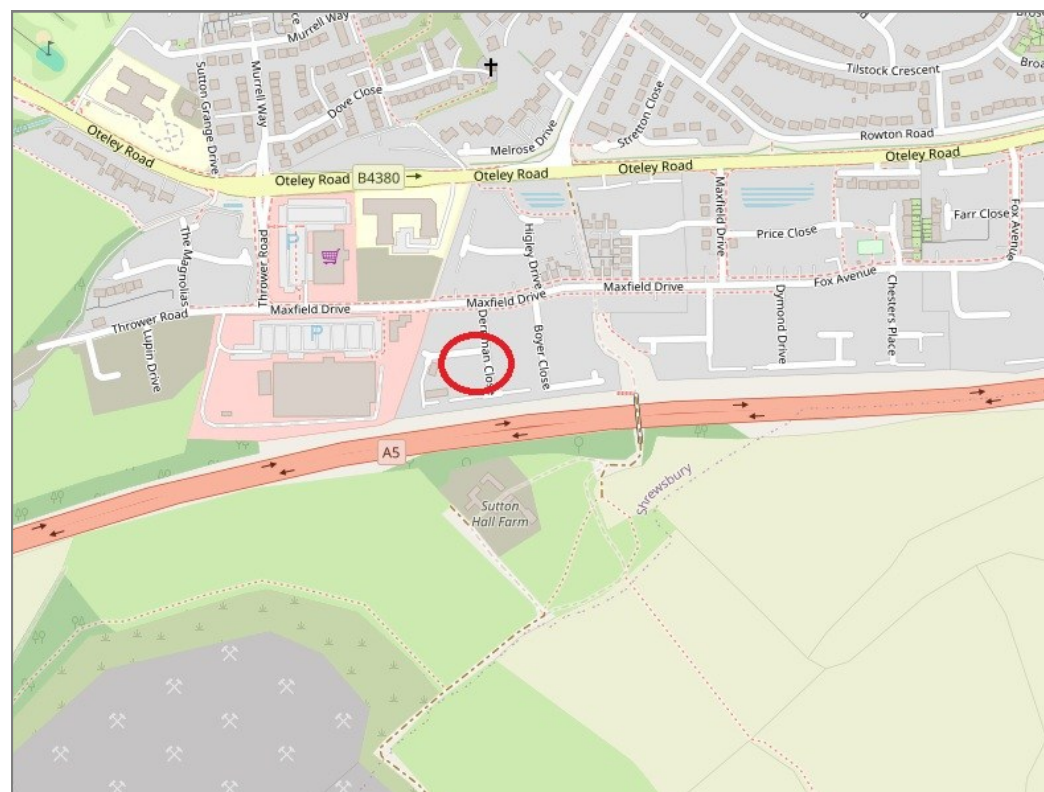 Murrell Way
Tilstock Crescent
Sutton Grange Drive
Murrell Way
Dove Close
Stretton Close
Rowton Road
Melrose Drive
Oteley Road
Oteley Road
B4380
Oteley Road
Oteley Road
Oteley Road
P
The Magnolias
Thrower Road
Higley Drive
Maxfield Drive
Price Close
Farr Close
Fox Avenue
Thrower Road
Maxfield Drive
Maxfield Drive
Maxfield Drive
Fox Avenue
P
Lupin Drive
Boyer Close
Dymond Drive
Chesters Place
A5
Sutton
Hall Farm
Shrewsbury